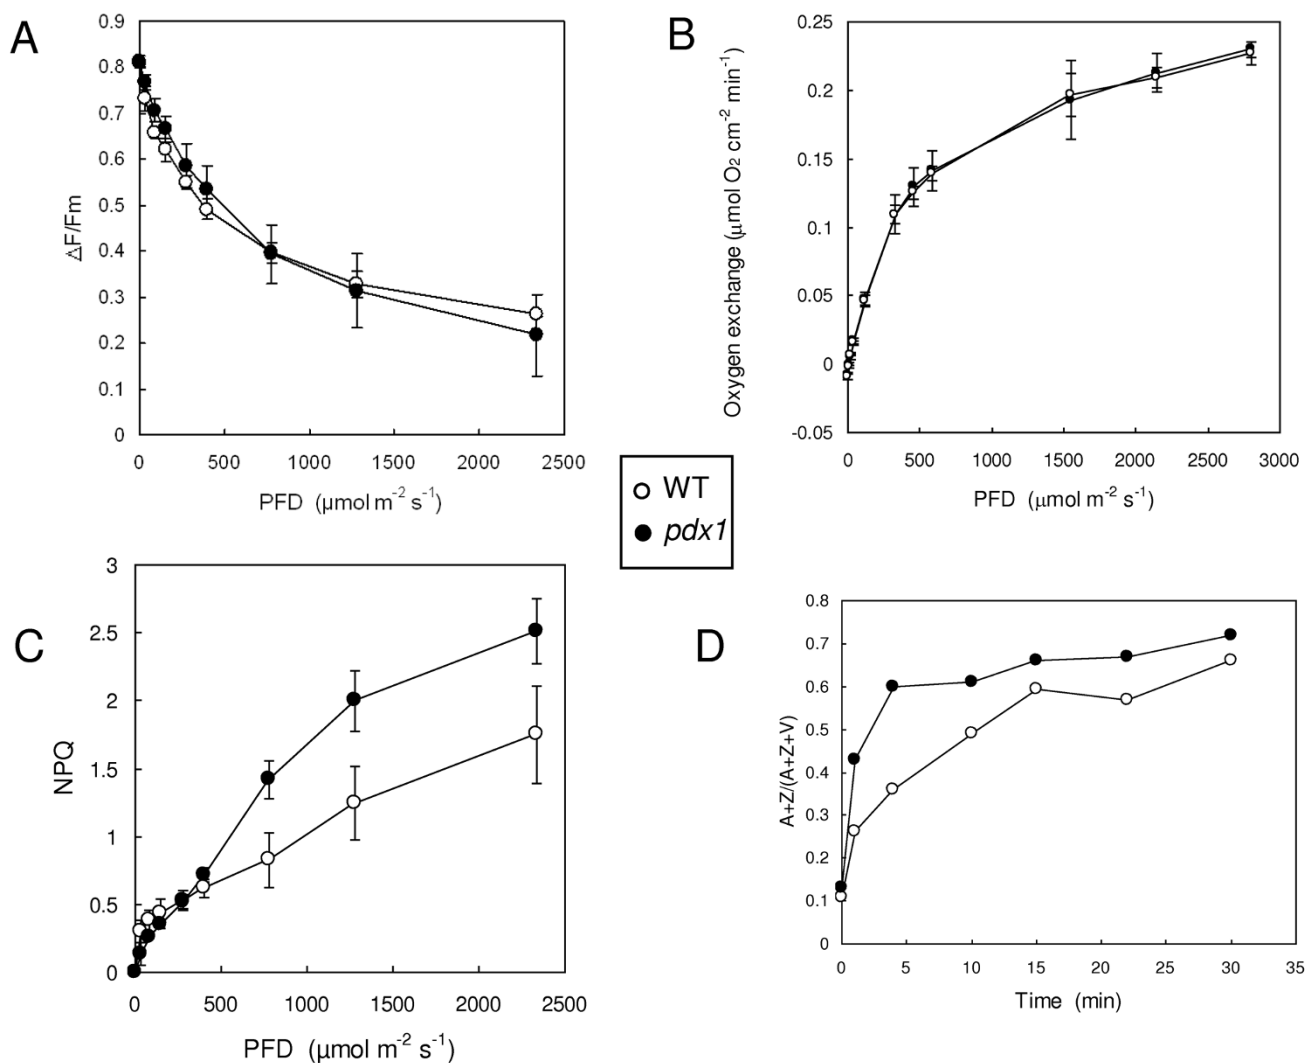 A
0.9
0.8
0.7
0.6
0.5
0.4
0.3
0.2
0.1
0
ΔF/Fm
0 500 1000 1500 2000 2500
PFD (µmol m⁻² s⁻¹)
B
0.25
0.2
0.15
0.1
0.05
0
-0.05
Oxygen exchange (µmol O₂ cm⁻² min⁻¹)
0 500 1000 1500 2000 2500 3000
PFD (µmol m⁻² s⁻¹)
WT
pdx1
C
3
2.5
2
1.5
1
0.5
0
NPQ
0 500 1000 1500 2000 2500
PFD (µmol m⁻² s⁻¹)
D
0.8
0.7
0.6
0.5
0.4
0.3
0.2
0.1
0
A+Z/(A+Z+V)
0 5 10 15 20 25 30 35
Time (min)